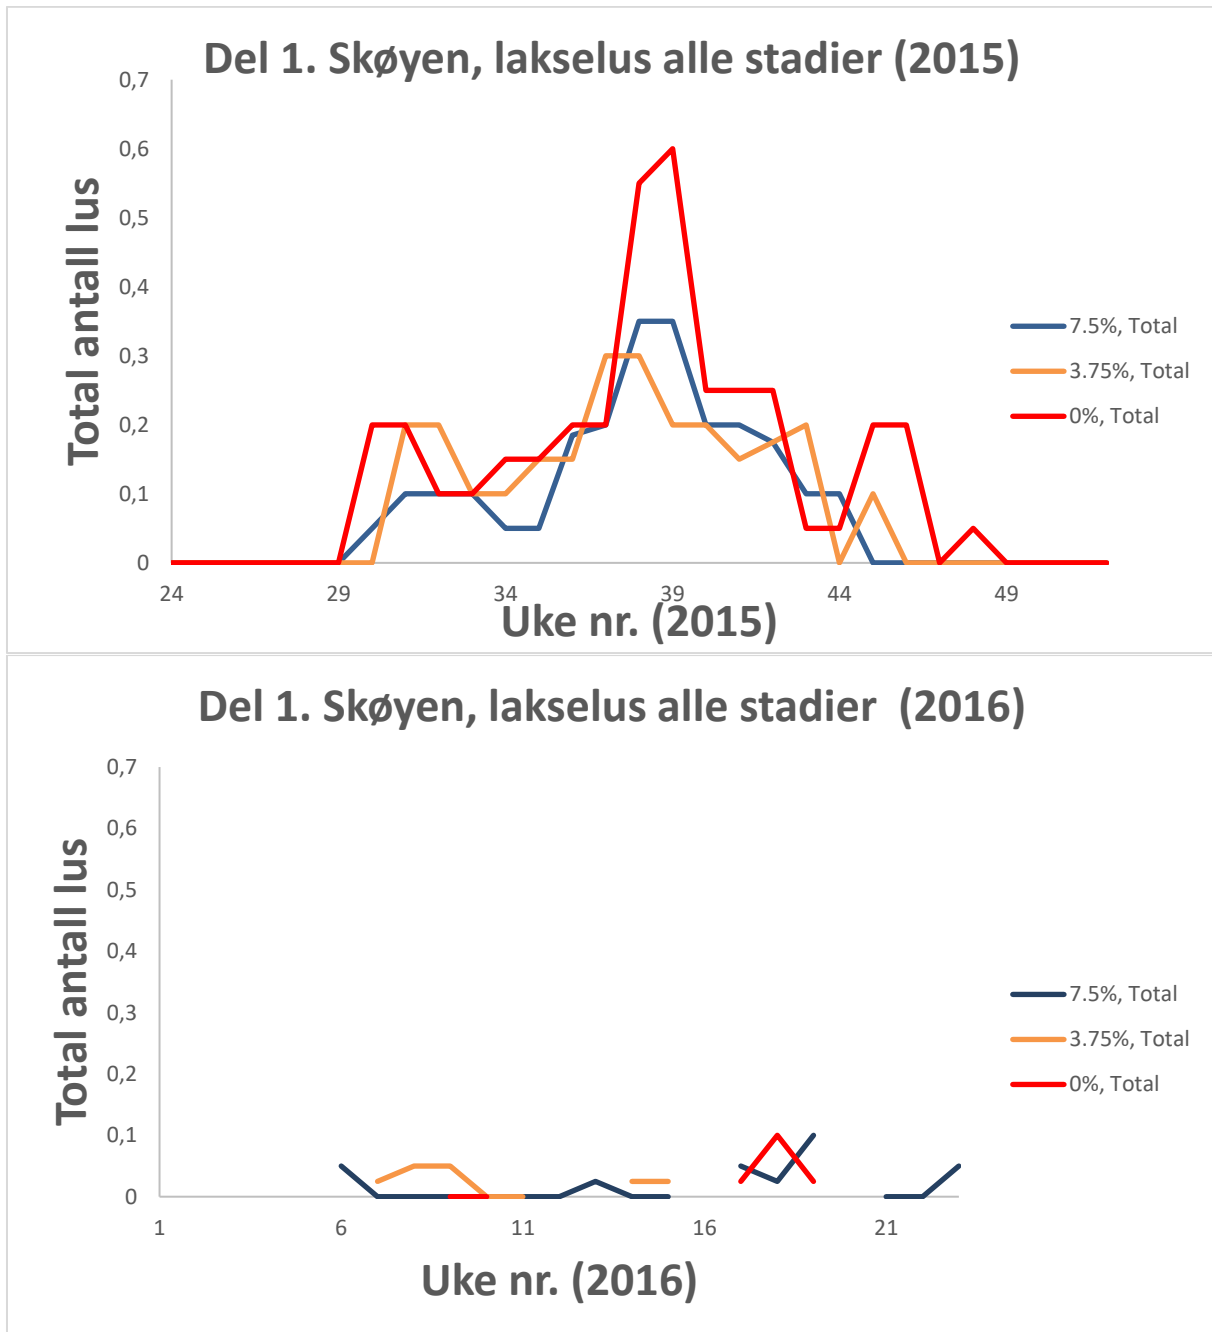 Del 1. Skøyen, lakselus alle stadier (2015)
0,7
0,6
0,5
0,4
0,3
0,2
0,1
0
Total antall lus
24 29 34 39 44 49
Uke nr. (2015)
7.5%, Total
3.75%, Total
0%, Total
Del 1. Skøyen, lakselus alle stadier (2016)
0,7
0,6
0,5
0,4
0,3
0,2
0,1
0
Total antall lus
1 6 11 16 21
Uke nr. (2016)
7.5%, Total
3.75%, Total
0%, Total